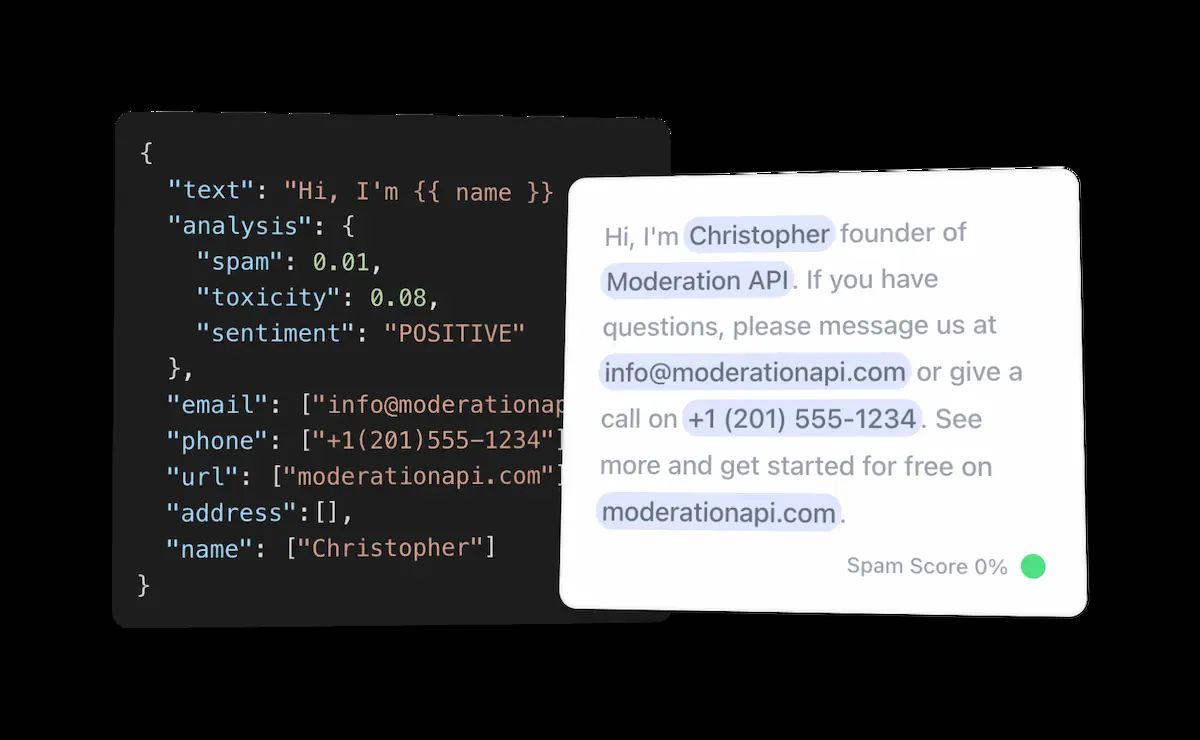 {
"text": "Hi, I'm {{ name }}
"analysis": {
"spam": 0.01,
"toxicity": 0.08,
"sentiment": "POSITIVE"
},
"email": ["info@moderationap
"phone": ["+1(201)555-1234"]
"url": ["moderationapi.com"]
"address":[],
"name": ["Christopher"]
}
Hi, I'm Christopher founder of
Moderation API. If you have
questions, please message us at
info@moderationapi.com or give a
call on +1 (201) 555-1234. See
more and get started for free on
moderationapi.com.
Spam Score 0%